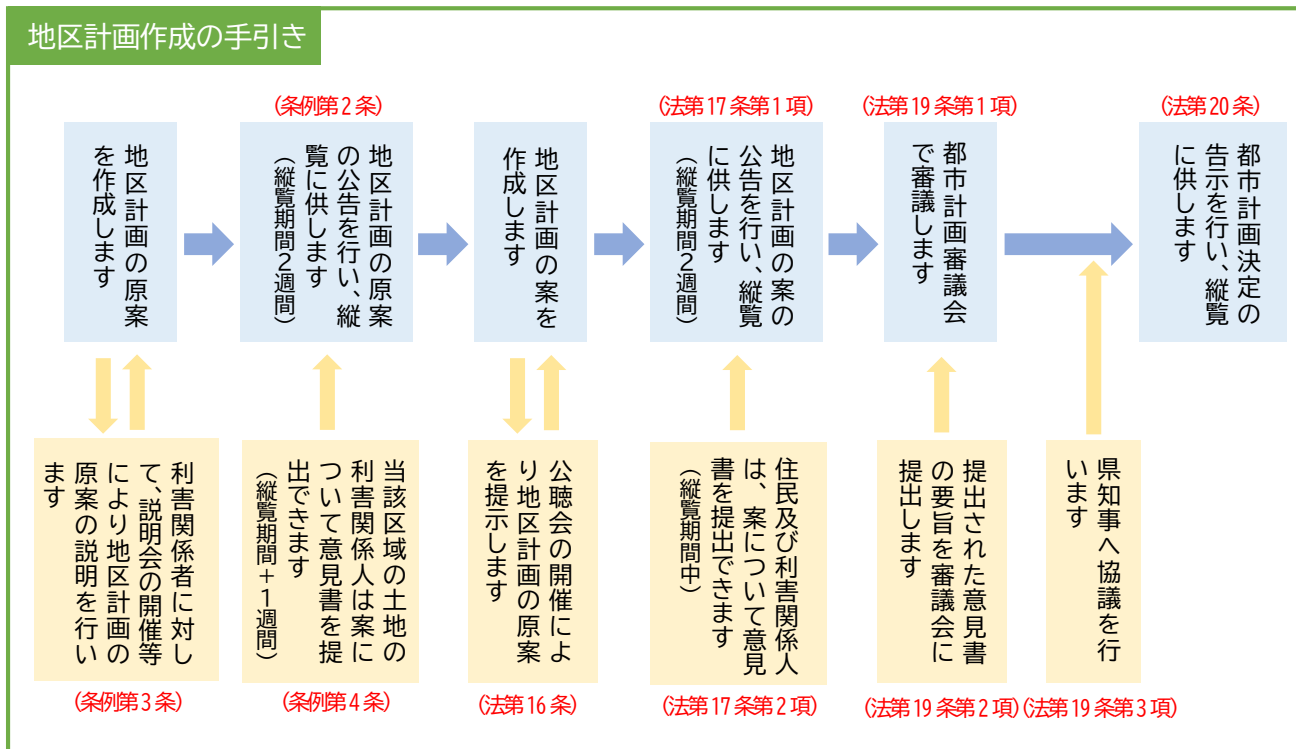 地区計画作成の手引き
(条例第2条)
(法第17条第1項)
(法第19条第1項)
(法第20条)
地区計画の原案
を作成します
地区計画の原案
の公告を行い、縦
覧に供します
(縦覧期間2週間)
地区計画の案を
作成します
地区計画の案の
公告を行い、縦覧
に供します
(縦覧期間2週間)
都市計画審議会
で審議します
都市計画決定の
告示を行い、縦覧
に供します
利害関係者に対し
て、説明会の開催等
により地区計画の
原案の説明を行い
ます
当該区域の土地の
利害関係人は案に
ついて意見書を提
出できます
(縦覧期間+1週間)
公聴会の開催によ
り地区計画の原案
を提示します
住民及び利害関係人
は、案について意見
書を提出できます
(縦覧期間中)
提出された意見書
の要旨を審議会に
提出します
県知事へ協議を行
います
(条例第3条)
(条例第4条)
(法第16条)
(法第17条第2項)
(法第19条第2項)
(法第19条第3項)